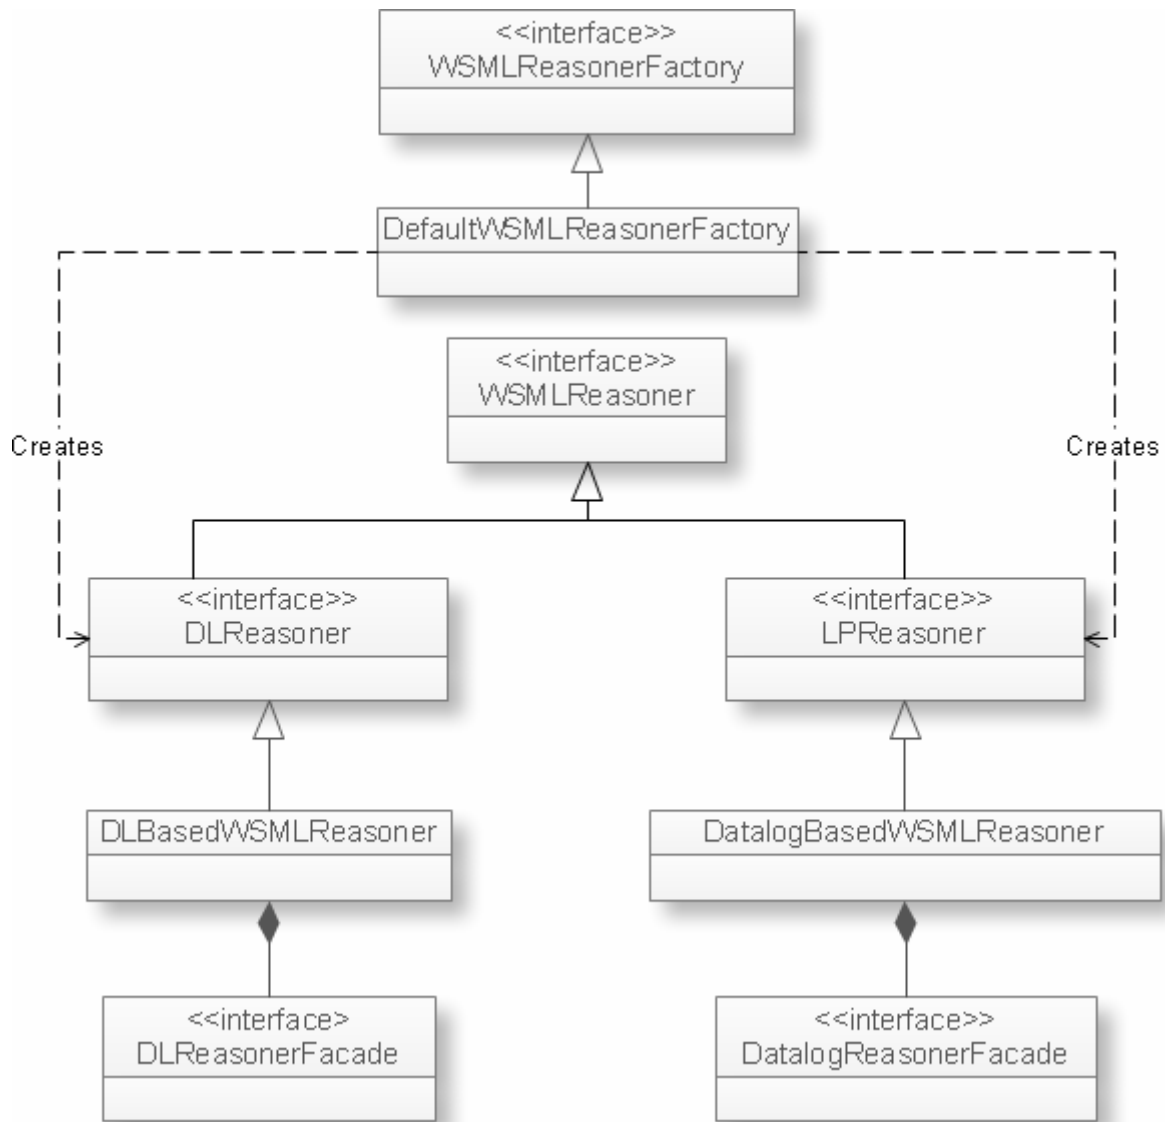 <<interface>>
WSMLReasonerFactory
DefaultWSMLReasonerFactory
<<interface>>
WSMLReasoner
Creates
Creates
<<interface>>
DLReasoner
<<interface>>
LPReasoner
DLBasedWSMLReasoner
DatalogBasedWSMLReasoner
<<interface>
DLReasonerFacade
<<interface>>
DatalogReasonerFacade